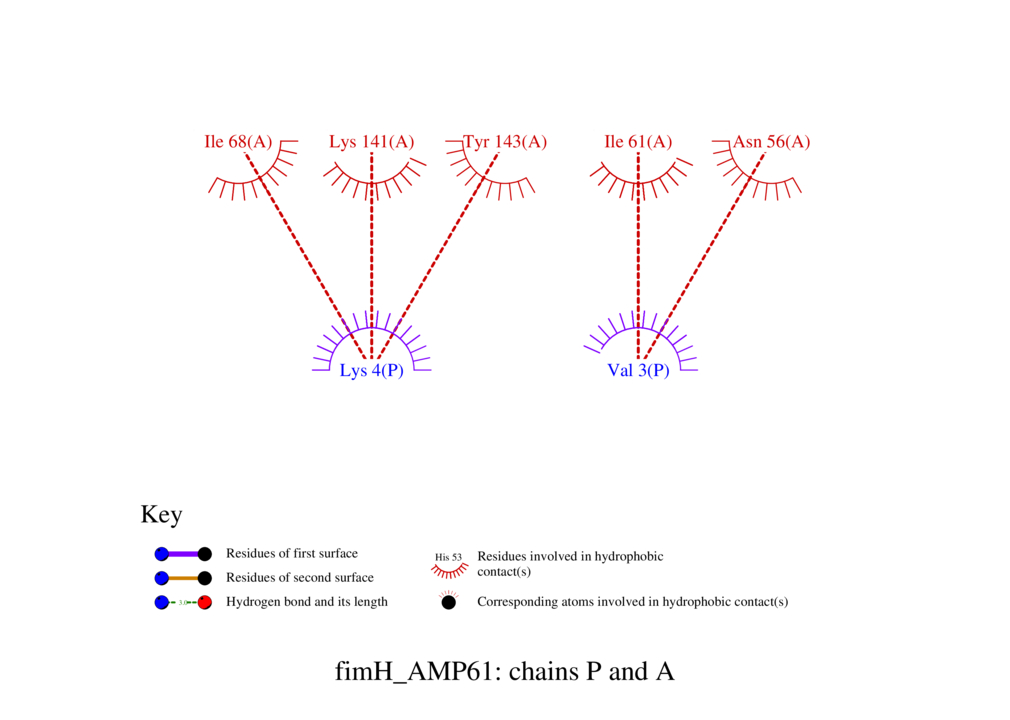 Ile 68(A) Lys 141(A) Tyr 143(A) Ile 61(A) Asn 56(A)
Lys 4(P) Val 3(P)
Key
Residues of first surface
Residues of second surface
3.0 Hydrogen bond and its length
His 53 Residues involved in hydrophobic
contact(s)
Corresponding atoms involved in hydrophobic contact(s)
fimH_AMP61: chains P and A